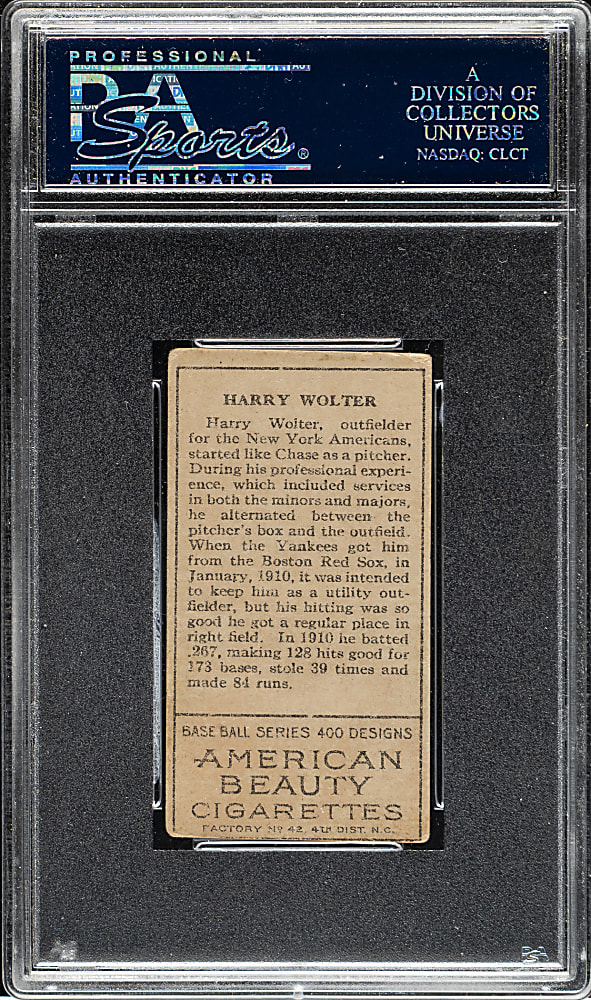 PROFESSIONAL
PSA
Sports®
AUTHENTICATOR
A
DIVISION OF
COLLECTORS
UNIVERSE
NASDAQ: CLCT
HARRY WOLTER
Harry Wolter, outfielder
for the New York Americans,
started like Chase as a pitcher.
During his professional experi-
ence, which included services
in both the minors and majors,
he alternated between the
pitcher's box and the outfield.
When the Yankees got him
from the Boston Red Sox, in
January, 1910, it was intended
to keep him as a utility out-
fielder, but his hitting was so
good he got a regular place in
right field. In 1910 he batted
.267, making 128 hits good for
173 bases, stole 39 times and
made 84 runs.
BASE BALL SERIES 400 DESIGNS
AMERICAN
BEAUTY
CIGARETTES
FACTORY Nº 42, 4TH DIST. N.C.